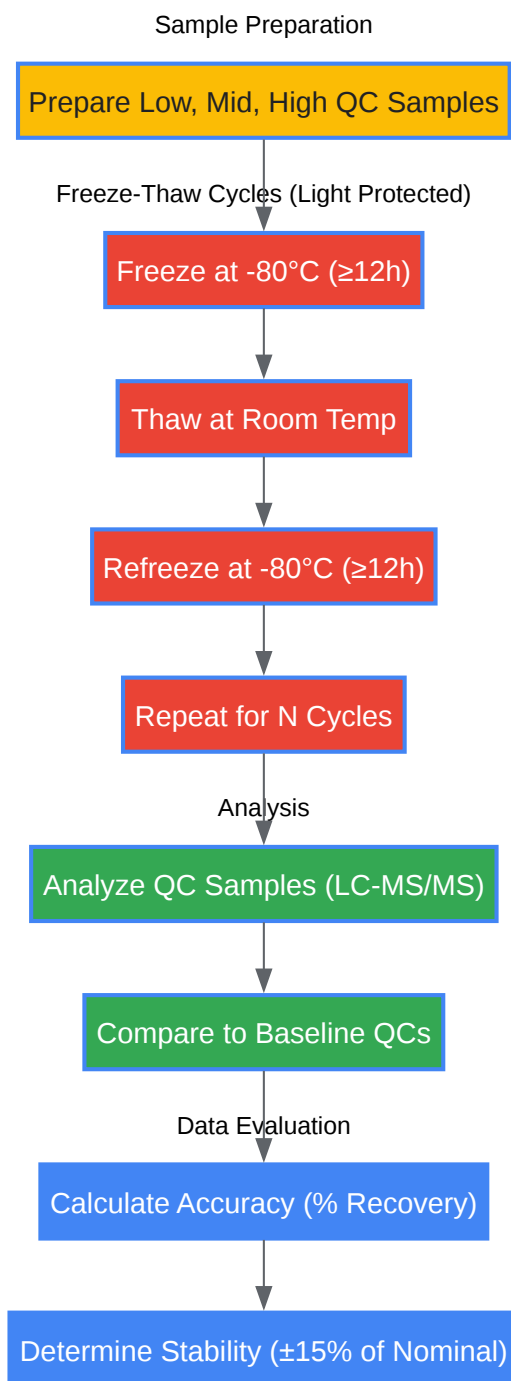 Sample Preparation
Prepare Low, Mid, High QC Samples
Freeze-Thaw Cycles (Light Protected)
Freeze at -80°C (≥12h)
Thaw at Room Temp
Refreeze at -80°C (≥12h)
Repeat for N Cycles
Analysis
Analyze QC Samples (LC-MS/MS)
Compare to Baseline QCs
Data Evaluation
Calculate Accuracy (% Recovery)
Determine Stability (±15% of Nominal)